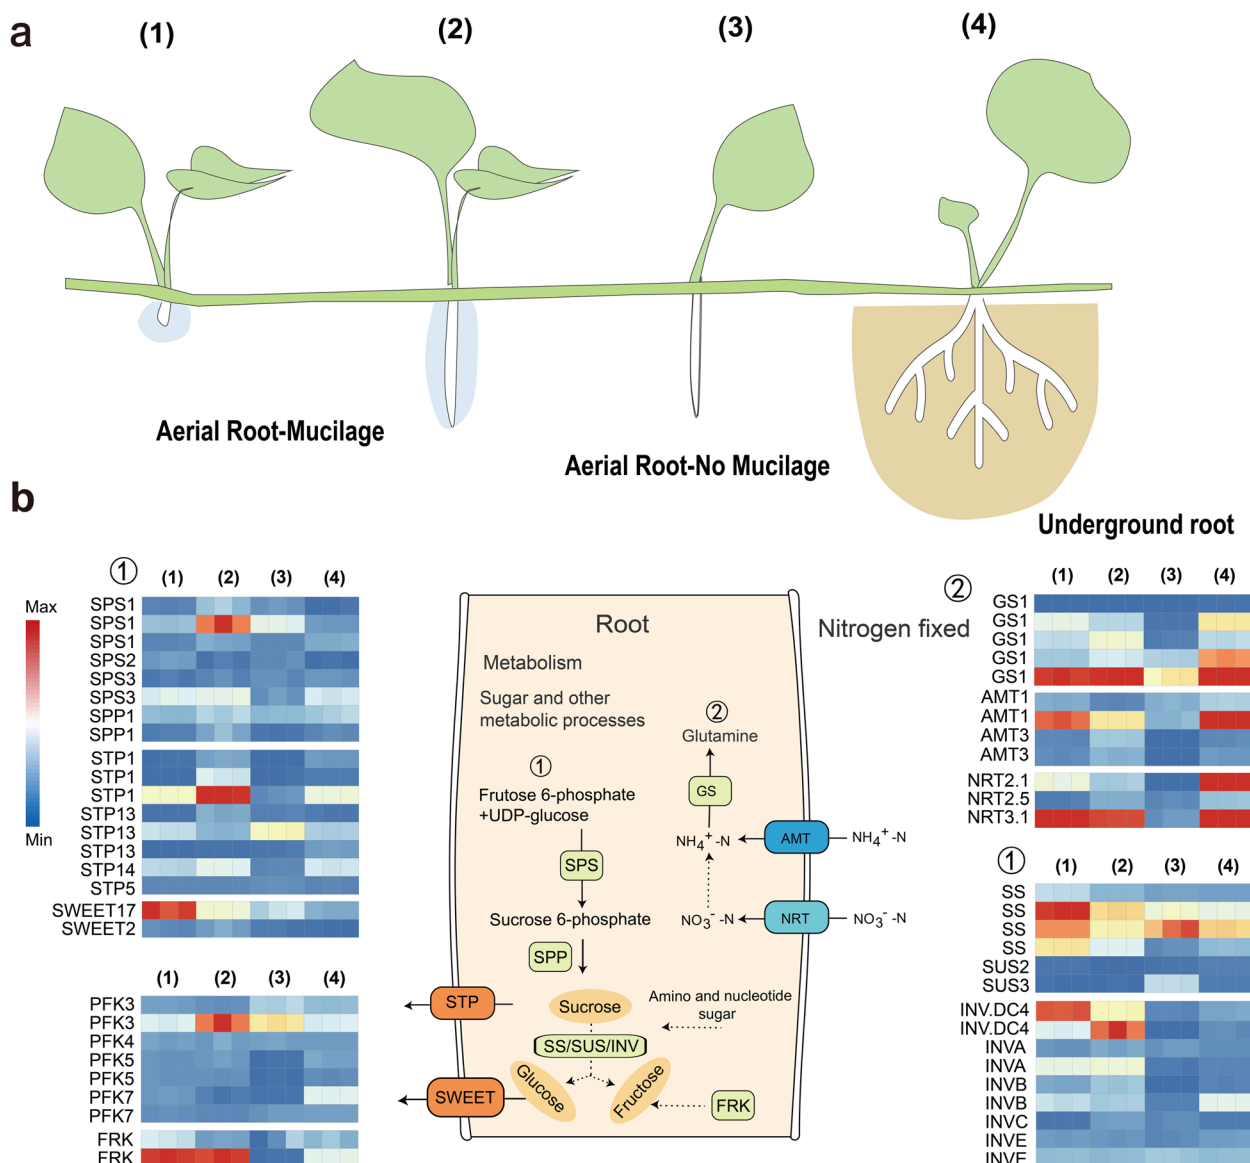 a
(1)
(2)
(3)
(4)
Aerial Root-Mucilage
Aerial Root-No Mucilage
Underground root
b
①
(1) (2) (3) (4)
Max
Min
SPS1
SPS1
SPS1
SPS2
SPS3
SPS3
SPP1
SPP1
STP1
STP1
STP1
STP13
STP13
STP13
STP14
STP5
SWEET17
SWEET2
(1) (2) (3) (4)
PFK3
PFK3
PFK4
PFK5
PFK5
PFK7
PFK7
FRK
FRK
Root
Metabolism
Sugar and other
metabolic processes
①
Frutose 6-phosphate
+UDP-glucose
SPS
Sucrose 6-phosphate
SPP
STP
Sucrose
SS/SUS/INV
SWEET
Glucose
Fructose
FRK
Amino and nucleotide
sugar
②
Glutamine
GS
NH₄⁺ -N
AMT
NH₄⁺ -N
NO₃⁻ -N
NRT
NO₃⁻ -N
Nitrogen fixed
②
(1) (2) (3) (4)
GS1
GS1
GS1
GS1
GS1
AMT1
AMT1
AMT3
AMT3
NRT2.1
NRT2.5
NRT3.1
①
(1) (2) (3) (4)
SS
SS
SS
SS
SUS2
SUS3
INV.DC4
INV.DC4
INVA
INVA
INVB
INVB
INVC
INVE
INVE